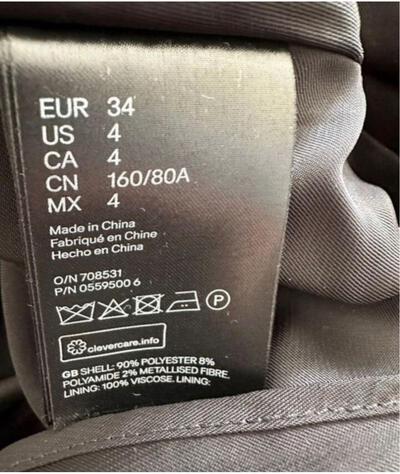 EUR 34
US 4
CA 4
CN 160/80A
MX 4
Made in China
Fabriqué en Chine
Hecho en China
O/N 708531
P/N 0559500 6
P
clevercare.info
GB SHELL: 90% POLYESTER 8%
POLYAMIDE 2% METALLISED FIBRE.
LINING: 100% VISCOSE. LINING: